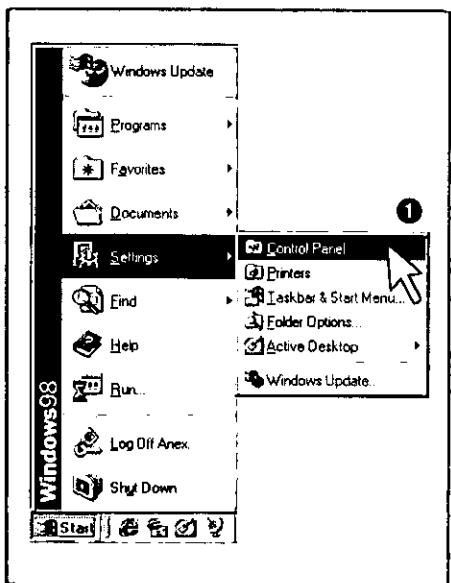 Windows Update
Programs
Favorites
Documents
Settings
Find
Help
Run...
Log Off Anex.
Shut Down
Windows98
Start
1
Control Panel
Printers
Taskbar & Start Menu...
Folder Options...
Active Desktop
Windows Update...